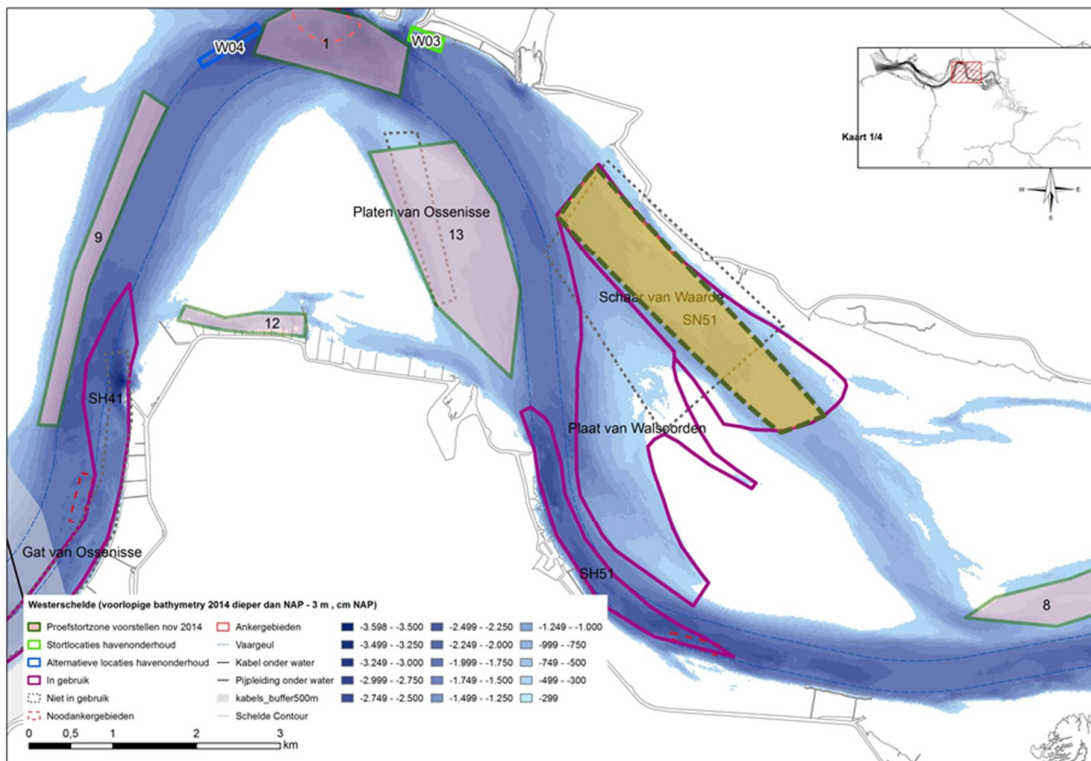 W04
1
W03
Kaart 1/4
N
W
E
S
Platen van Ossenisse
9
13
Schaar van Waarde
SN51
12
SH41
Plaat van Walsoorden
Gat van Ossenisse
SH51
8
Westerschelde (voorlopige bathymetry 2014 dieper dan NAP - 3 m , cm NAP)
Proefstortzone voorstellen nov 2014
Ankergebieden
-3.598 - -3.500
-2.499 - -2.250
-1.249 - -1.000
Stortlocaties havenonderhoud
Vaargeul
-3.499 - -3.250
-2.249 - -2.000
-999 - -750
Alternatieve locaties havenonderhoud
Kabel onder water
-3.249 - -3.000
-1.999 - -1.750
-749 - -500
In gebruik
Pijpleiding onder water
-2.999 - -2.750
-1.749 - -1.500
-499 - -300
Niet in gebruik
kabels_buffer500m
-2.749 - -2.500
-1.499 - -1.250
-299
Noodankergebieden
Schelde Contour
0 0,5 1 2 3
km